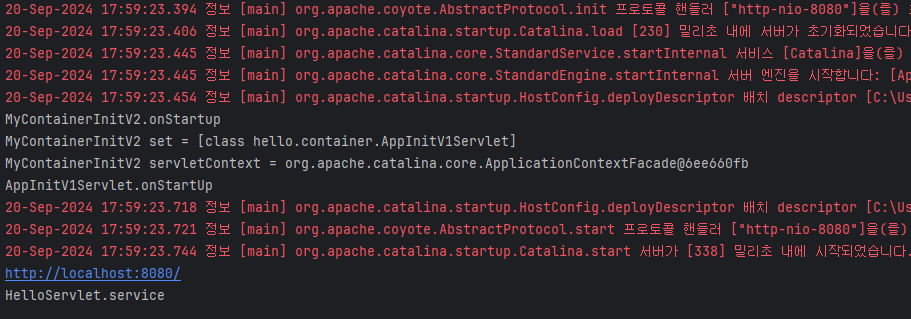 20-Sep-2024 17:59:23.394 정보 [main] org.apache.coyote.AbstractProtocol.init 프로토콜 핸들러 ["http-nio-8080"]을(를)
20-Sep-2024 17:59:23.406 정보 [main] org.apache.catalina.startup.Catalina.load [230] 밀리초 내에 서버가 초기화되었습니다
20-Sep-2024 17:59:23.445 정보 [main] org.apache.catalina.core.StandardService.startInternal 서비스 [Catalina]을(를)
20-Sep-2024 17:59:23.445 정보 [main] org.apache.catalina.core.StandardEngine.startInternal 서버 엔진을 시작합니다: [Ap
20-Sep-2024 17:59:23.454 정보 [main] org.apache.catalina.startup.HostConfig.deployDescriptor 배치 descriptor [C:\Us
MyContainerInitV2.onStartup
MyContainerInitV2 set = [class hello.container.AppInitV1Servlet]
MyContainerInitV2 servletContext = org.apache.catalina.core.ApplicationContextFacade@6ee660fb
AppInitV1Servlet.onStartUp
20-Sep-2024 17:59:23.718 정보 [main] org.apache.catalina.startup.HostConfig.deployDescriptor 배치 descriptor [C:\Us
20-Sep-2024 17:59:23.721 정보 [main] org.apache.coyote.AbstractProtocol.start 프로토콜 핸들러 ["http-nio-8080"]을(를)
20-Sep-2024 17:59:23.744 정보 [main] org.apache.catalina.startup.Catalina.start 서버가 [338] 밀리초 내에 시작되었습니다.
http://localhost:8080/
HelloServlet.service